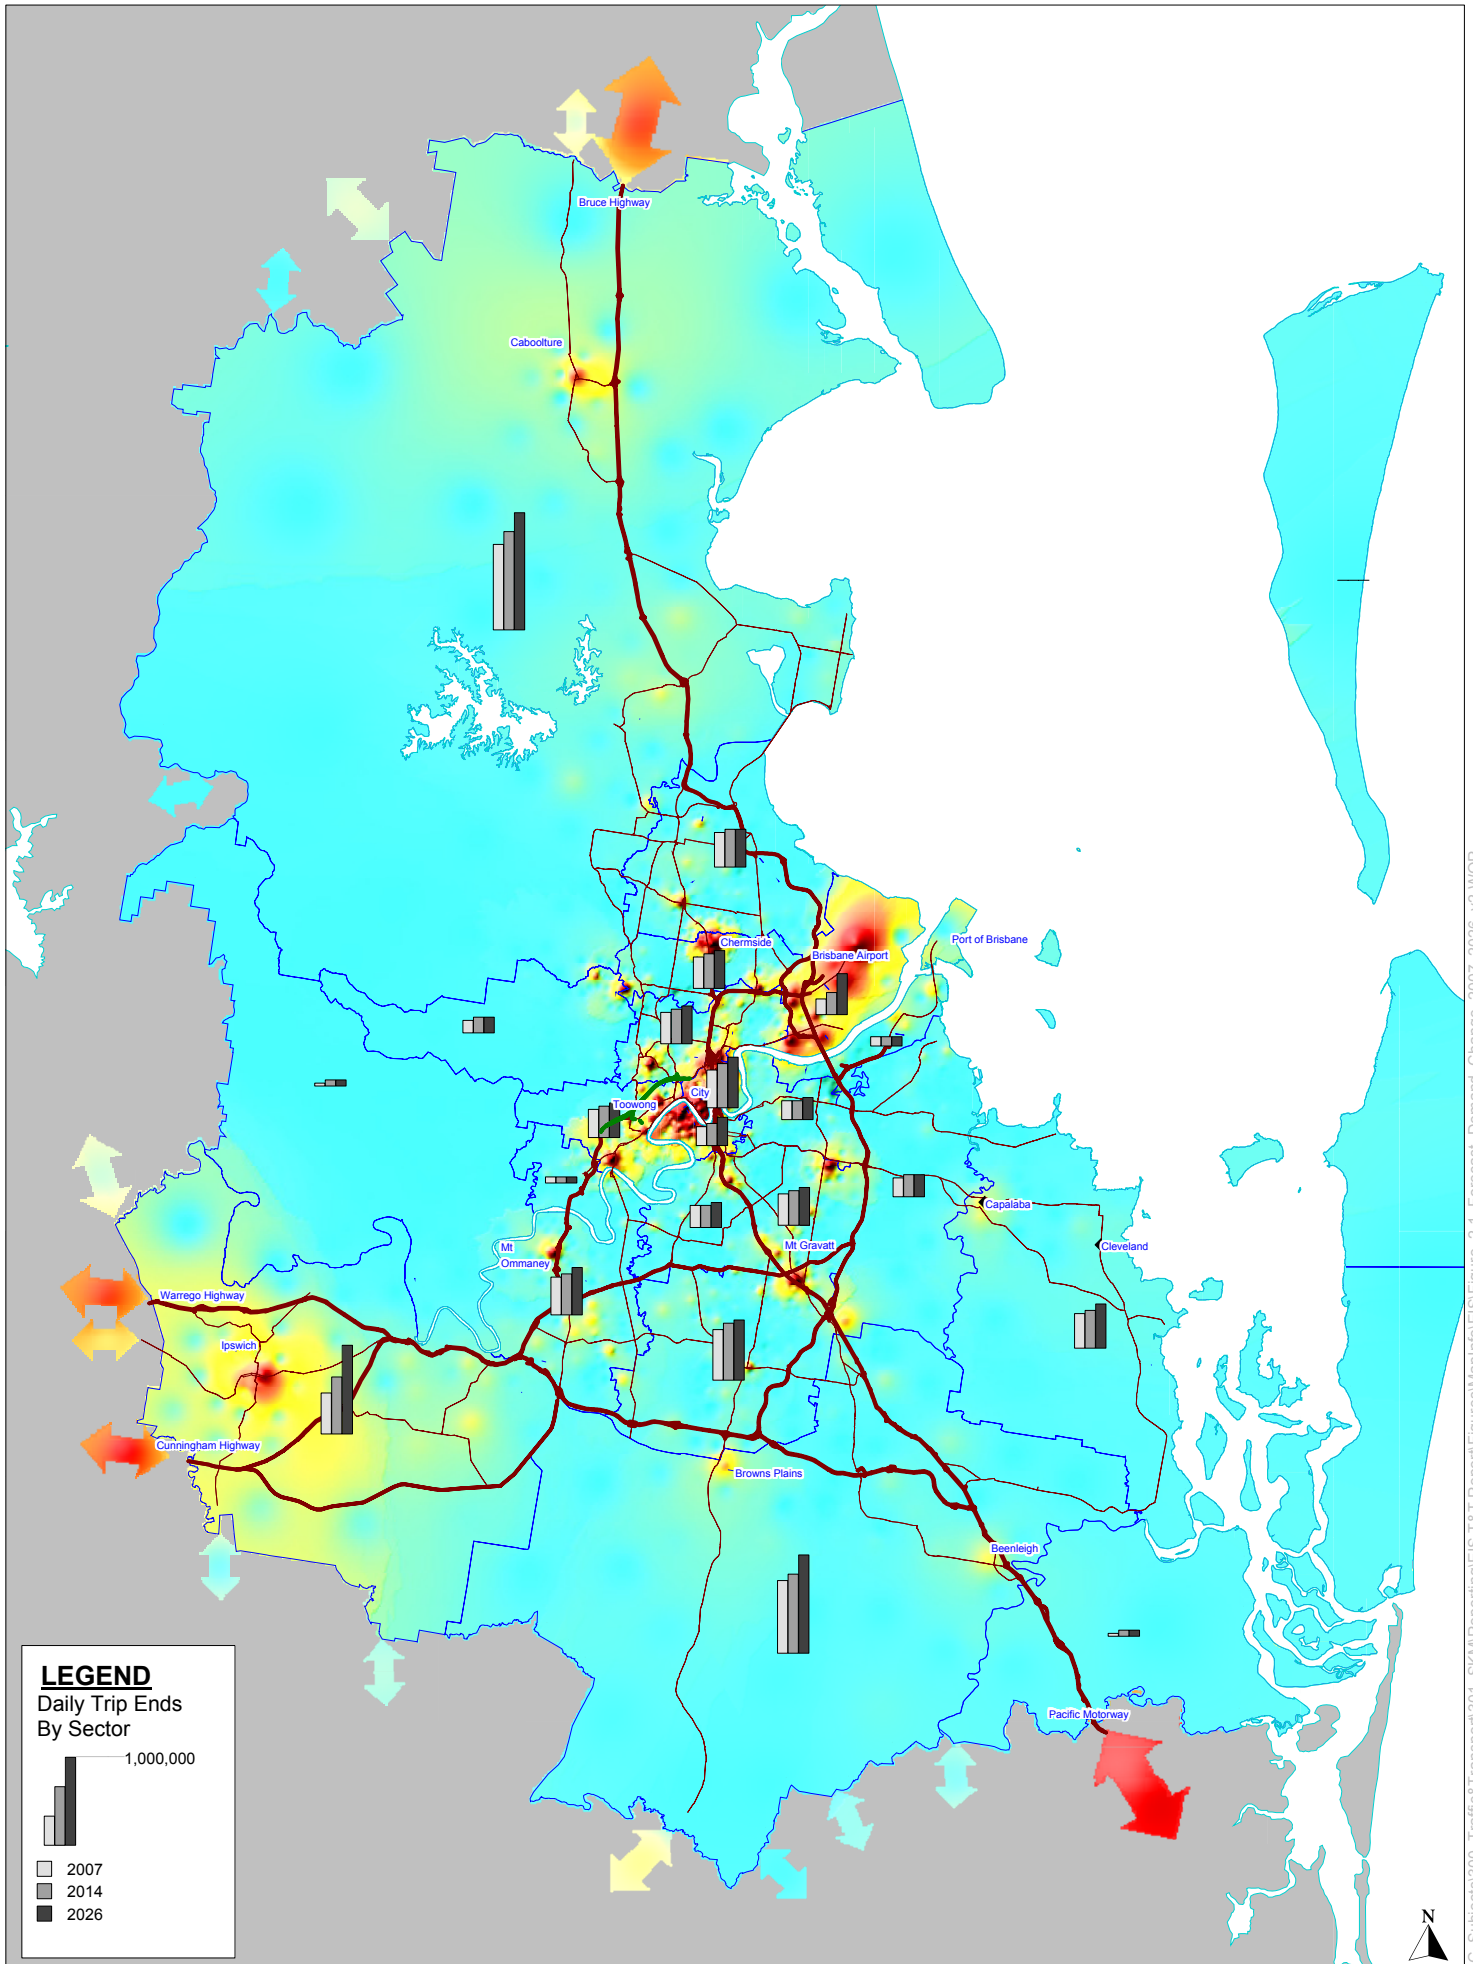 Bruce Highway
Caboolture
Chermside
Port of Brisbane
Brisbane Airport
City
Toowong
Capalaba
Mt
Ommaney
Mt Gravatt
Cleveland
Warrego Highway
Ipswich
Cunningham Highway
Browns Plains
Beenleigh
Pacific Motorway
LEGEND
Daily Trip Ends
By Sector
1,000,000
2007
2014
2026
N